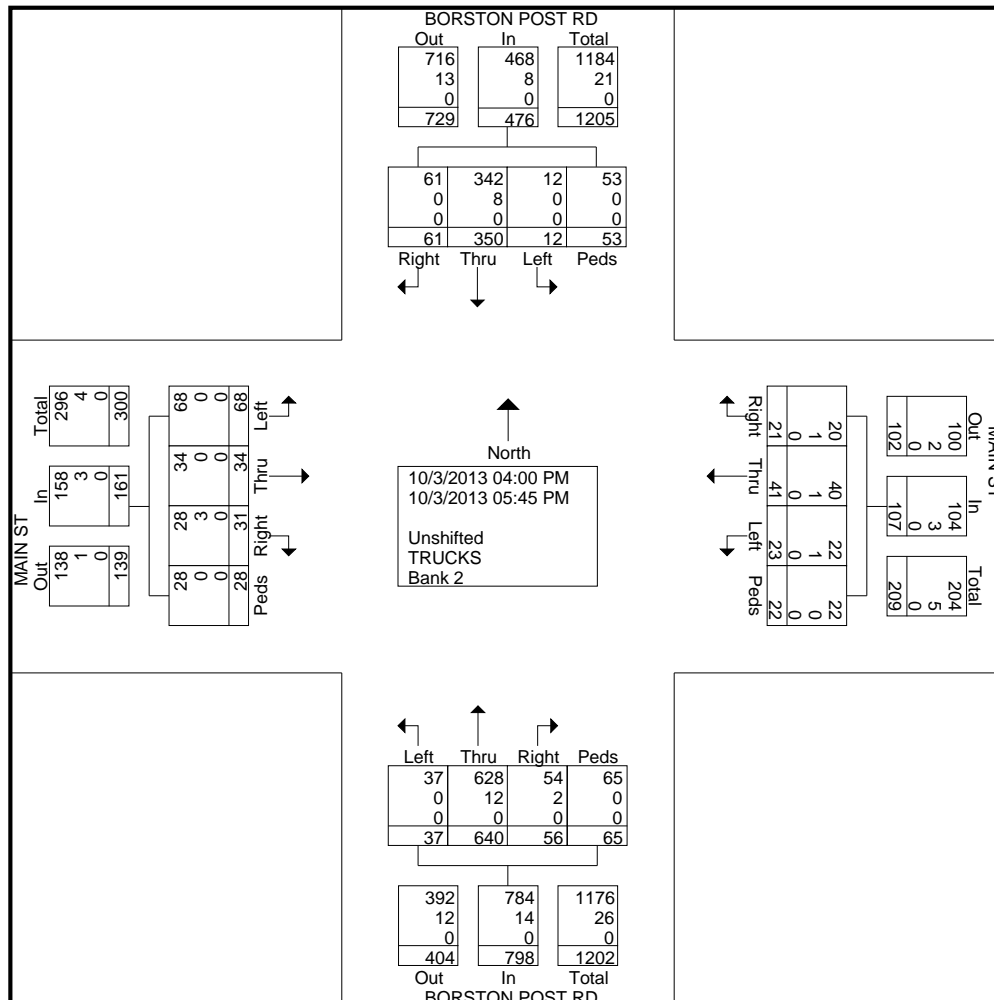 BORSTON POST RD
Out In Total
716 468 1184
13 8 21
0 0 0
729 476 1205
61 342 12 53
0 8 0 0
0 0 0 0
61 350 12 53
Right Thru Left Peds
MAIN ST
Total
296 4 0 300
In
158 3 0 161
Out
138 1 0 139
Left
68 0 0 68
Thru
34 0 0 34
Right
28 3 0 31
Peds
28 0 0 28
North
10/3/2013 04:00 PM
10/3/2013 05:45 PM
Unshifted
TRUCKS
Bank 2
Right
20 1 0 21
Thru
40 1 0 41
Left
22 1 0 23
Peds
22 0 0 22
MAIN ST
Out
100 2 0 102
In
104 3 0 107
Total
204 5 0 209
Left Thru Right Peds
37 628 54 65
0 12 2 0
0 0 0 0
37 640 56 65
392 784 1176
12 14 26
0 0 0
404 798 1202
Out In Total
BORSTON POST RD